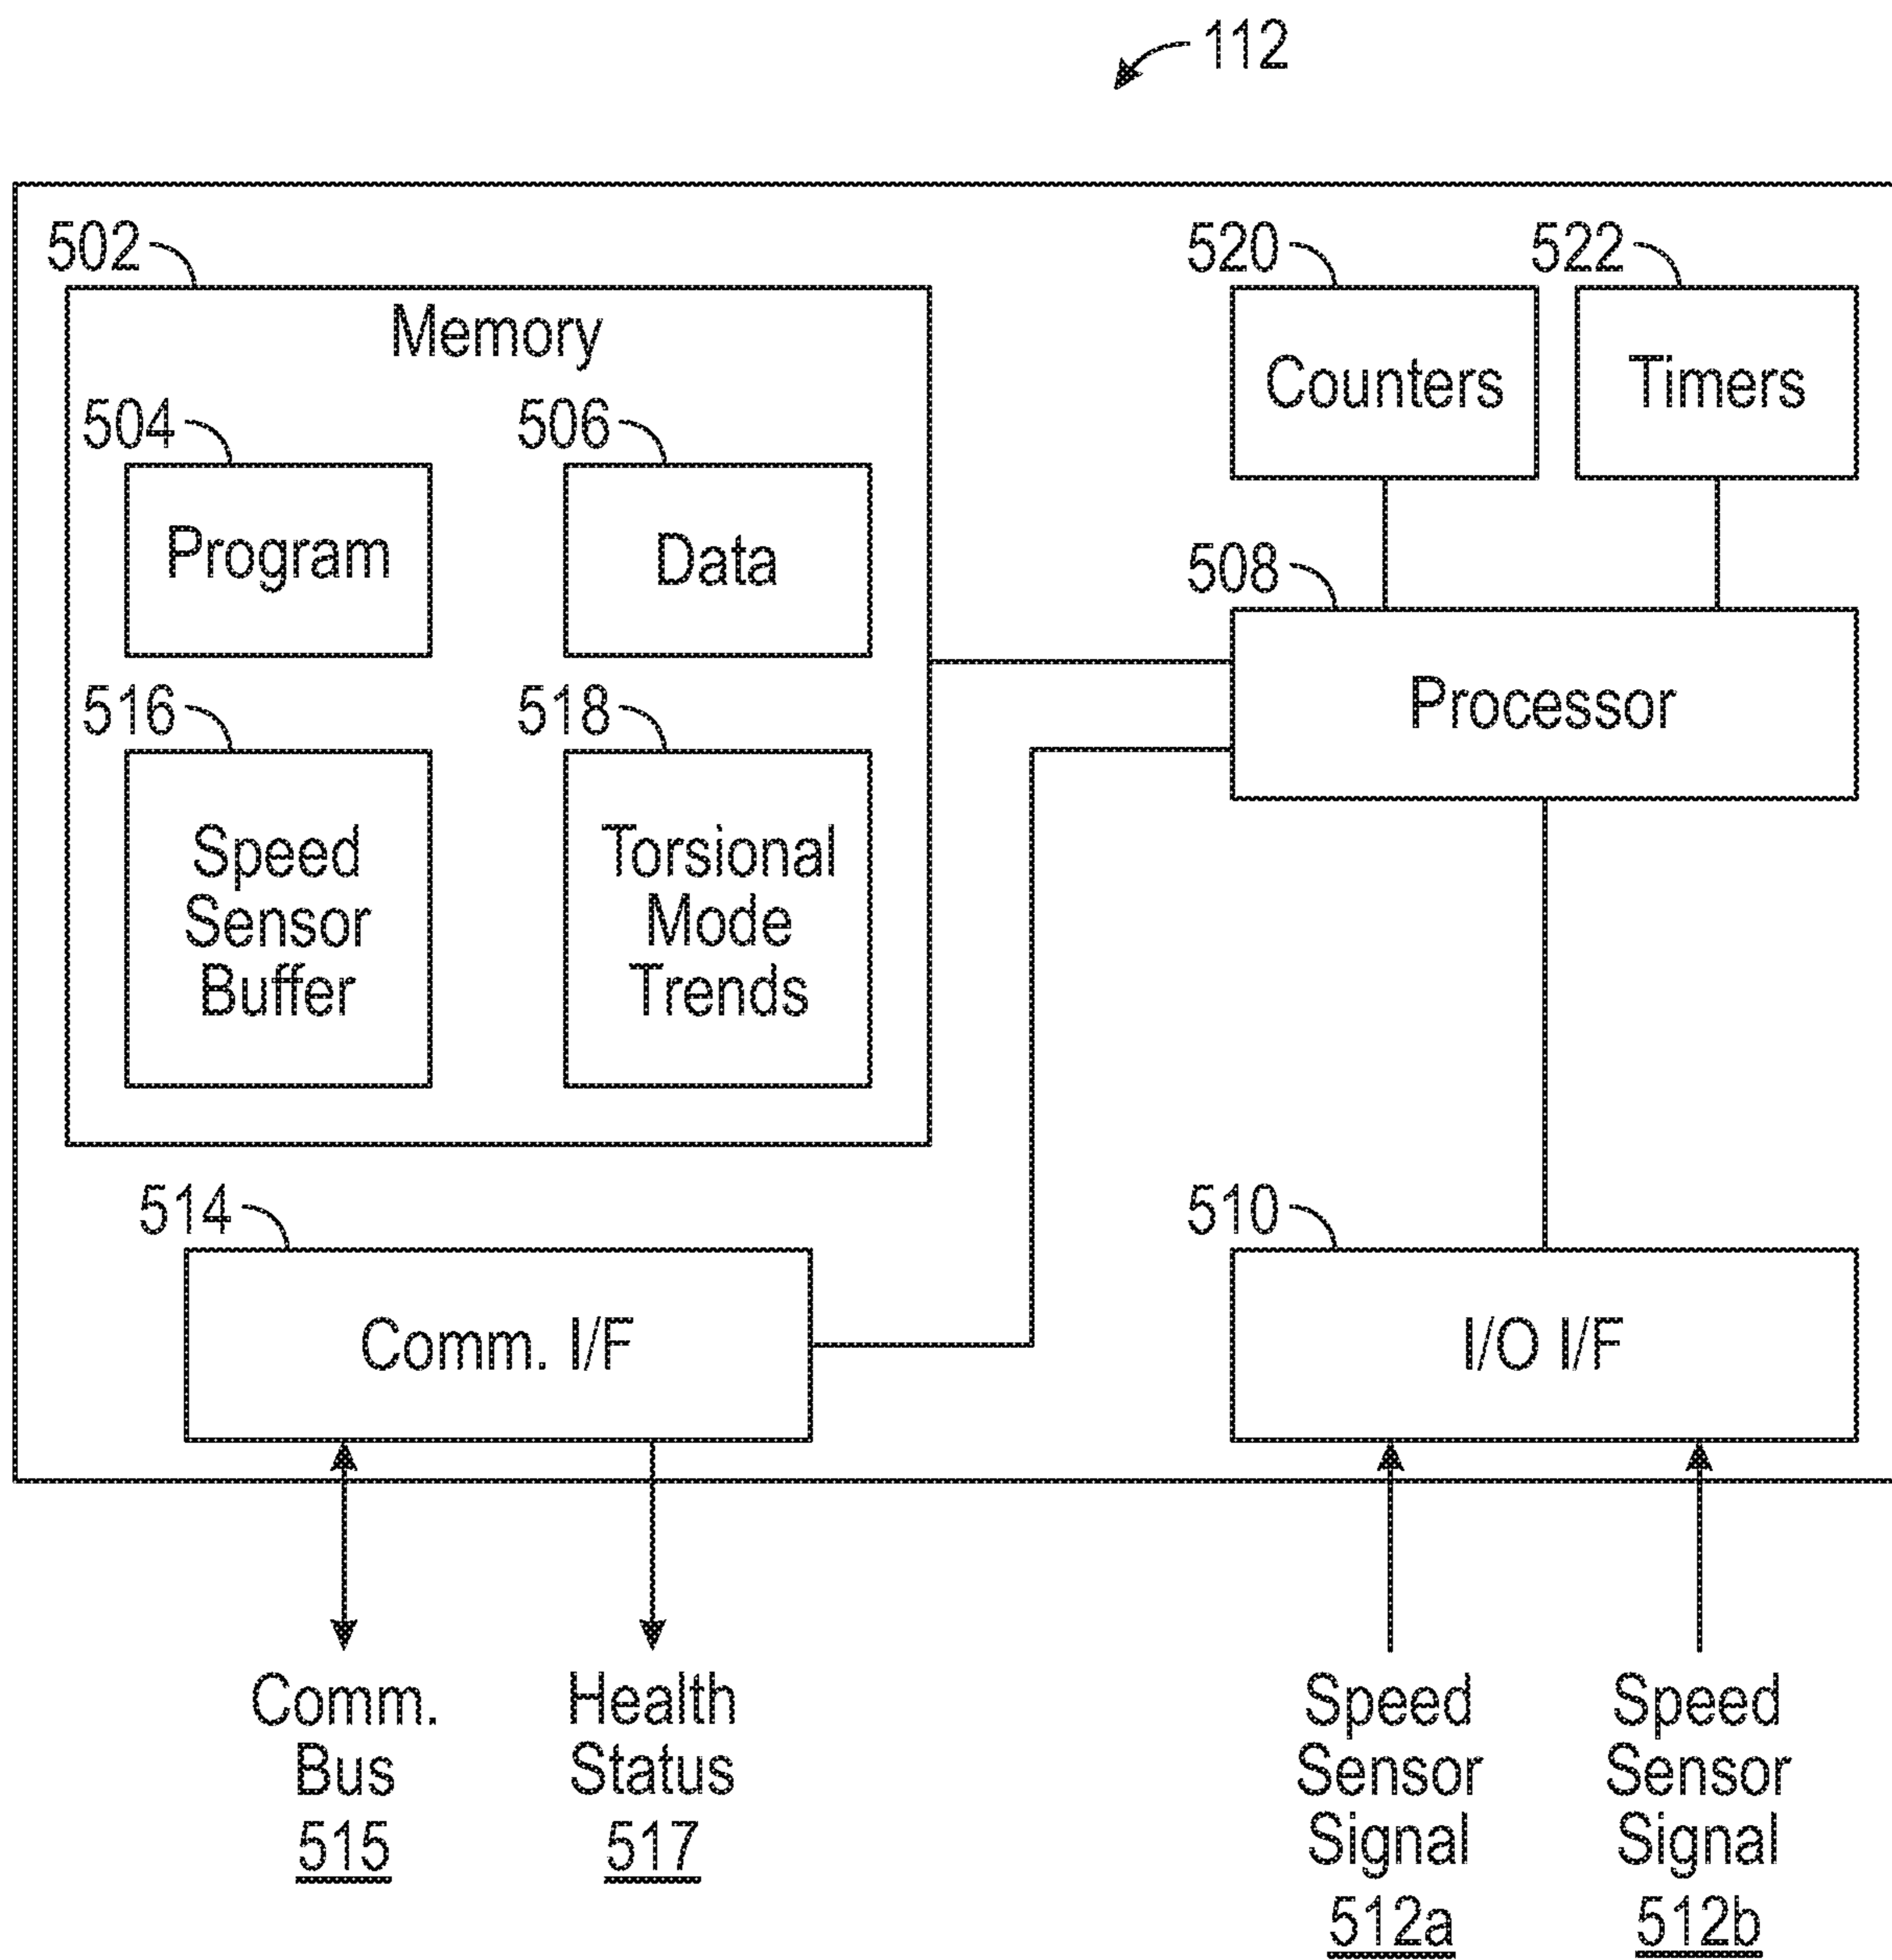 112
502
520
522
Memory
Counters
Timers
504
506
Program
Data
508
Processor
516
518
Speed
Sensor
Buffer
Torsional
Mode
Trends
514
510
Comm. I/F
I/O I/F
Comm.
Bus
515
Health
Status
517
Speed
Sensor
Signal
512a
Speed
Sensor
Signal
512b